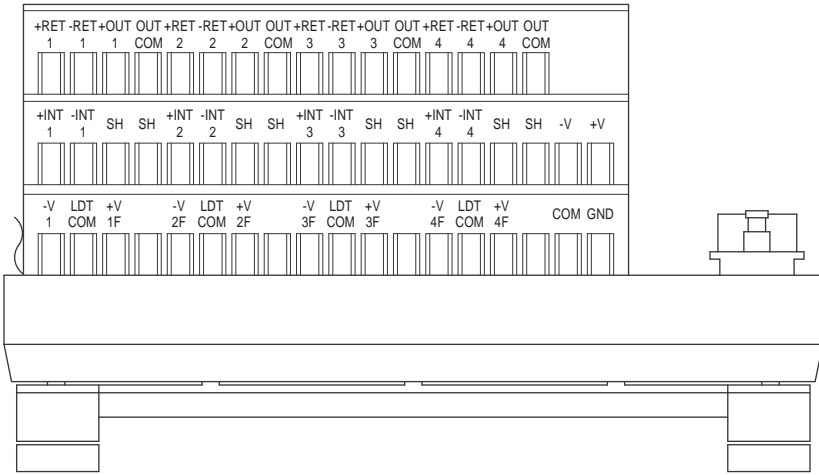 +RET -RET +OUT OUT +RET -RET +OUT OUT +RET -RET +OUT OUT +RET -RET +OUT OUT
1 1 1 COM 2 2 2 COM 3 3 3 COM 4 4 4 COM
+INT -INT SH SH +INT -INT SH SH +INT -INT SH SH +INT -INT SH SH -V +V
1 1 2 2 3 3 4 4
-V LDT +V -V LDT +V -V LDT +V -V LDT +V COM GND
1 COM 1F 2F COM 2F 3F COM 3F 4F COM 4F